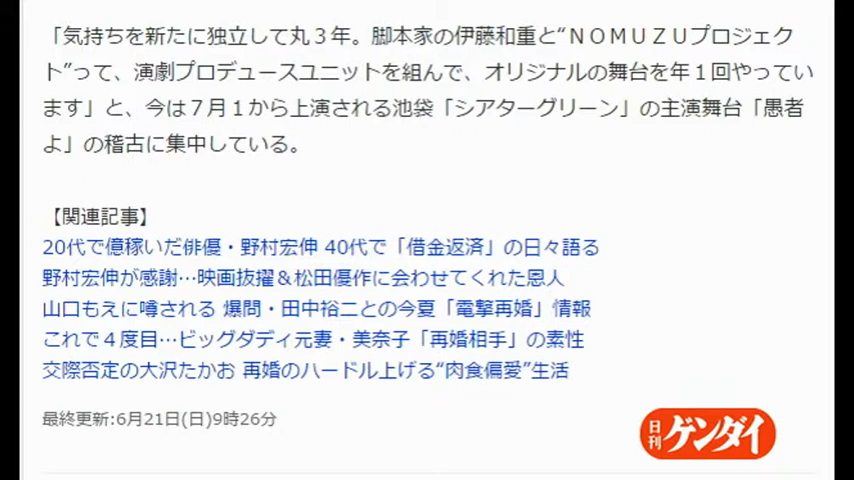 「気持ちを新たに独立して丸３年。脚本家の伊藤和重と“ＮＯＭＵＺＵプロジェク
ト”って、演劇プロデュースユニットを組んで、オリジナルの舞台を年１回やってい
ます」と、今は７月１から上演される池袋「シアターグリーン」の主演舞台「愚者
よ」の稽古に集中している。
【関連記事】
20代で億稼いだ俳優・野村宏伸 40代で「借金返済」の日々語る
野村宏伸が感謝…映画抜擢＆松田優作に会わせてくれた恩人
山口もえに噂される 爆問・田中裕二との今夏「電撃再婚」情報
これで４度目…ビッグダディ元妻・美奈子「再婚相手」の素性
交際否定の大沢たかお 再婚のハードル上げる“肉食偏愛”生活
最終更新:6月21日(日)9時26分
日刊ゲンダイ